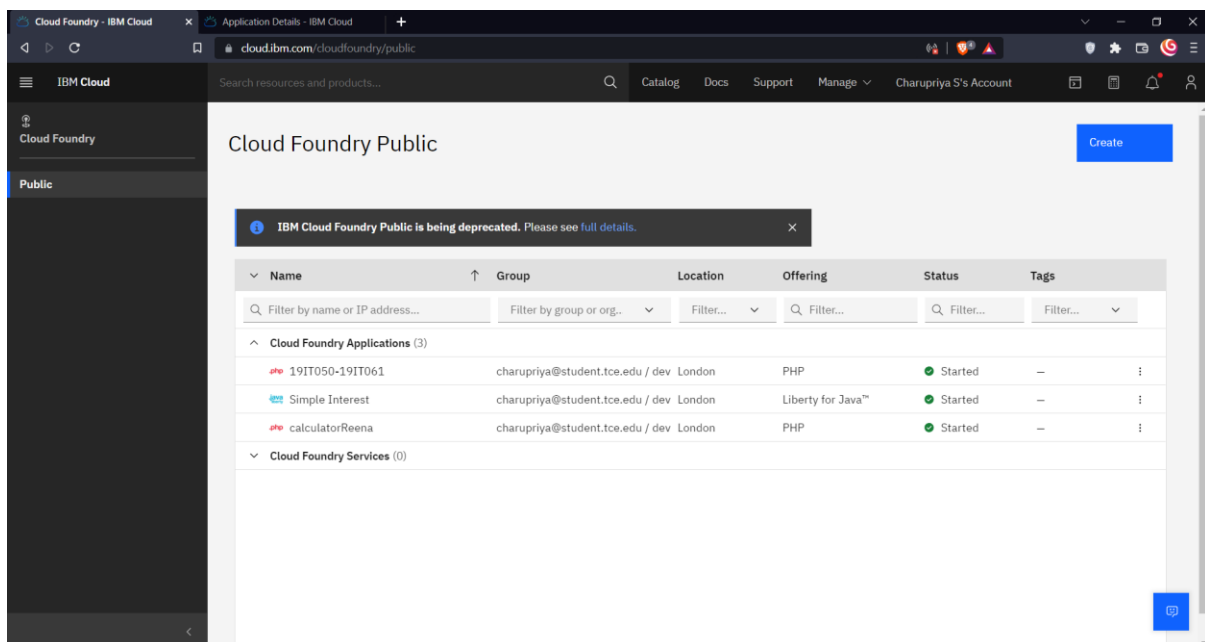 Cloud Foundry - IBM Cloud
Application Details - IBM Cloud
cloud.ibm.com/cloudfoundry/public
IBM Cloud
Search resources and products...
Catalog Docs Support Manage Charupriya S's Account
Cloud Foundry
Public
Cloud Foundry Public
Create
IBM Cloud Foundry Public is being deprecated. Please see full details.
Name Group Location Offering Status Tags
Filter by name or IP address... Filter by group or org.. Filter... Filter... Filter... Filter...
Cloud Foundry Applications (3)
php 19IT050-19IT061 charupriya@student.tce.edu / dev London PHP Started –
java Simple Interest charupriya@student.tce.edu / dev London Liberty for Java™ Started –
php calculatorReena charupriya@student.tce.edu / dev London PHP Started –
Cloud Foundry Services (0)